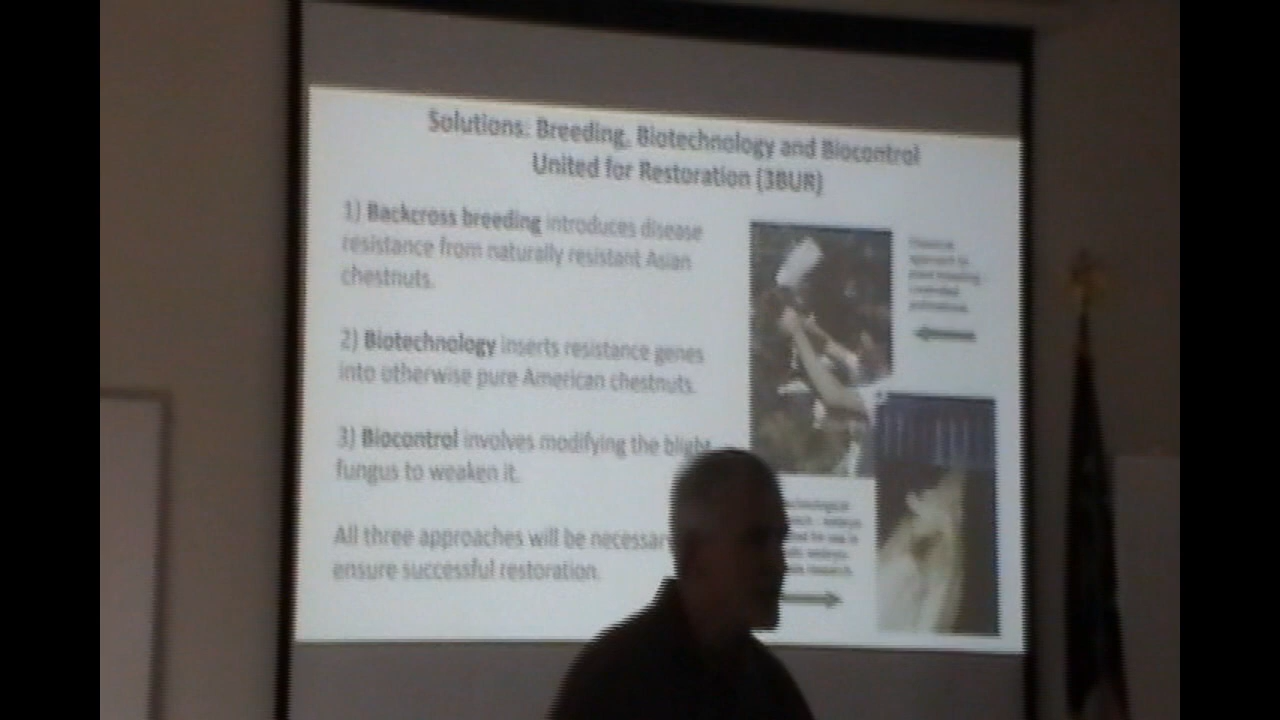 Solutions: Breeding, Biotechnology and Biocontrol
United for Restoration (3BUR)
1) Backcross breeding introduces disease
resistance from naturally resistant Asian
chestnuts.
2) Biotechnology inserts resistance genes
into otherwise pure American chestnuts.
3) Biocontrol involves modifying the blight
fungus to weaken it.
All three approaches will be
ensure successful restoration.